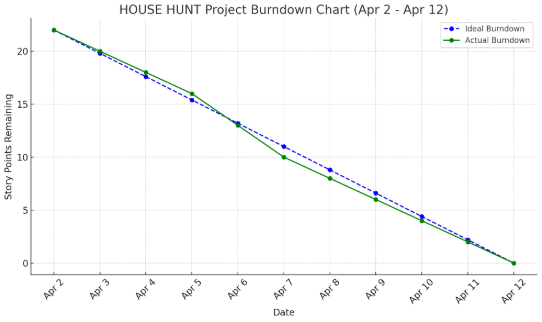 HOUSE HUNT Project Burndown Chart (Apr 2 - Apr 12)
Ideal Burndown
Actual Burndown
Story Points Remaining
20
15
10
5
0
Apr 2
Apr 3
Apr 4
Apr 5
Apr 6
Apr 7
Apr 8
Apr 9
Apr 10
Apr 11
Apr 12
Date